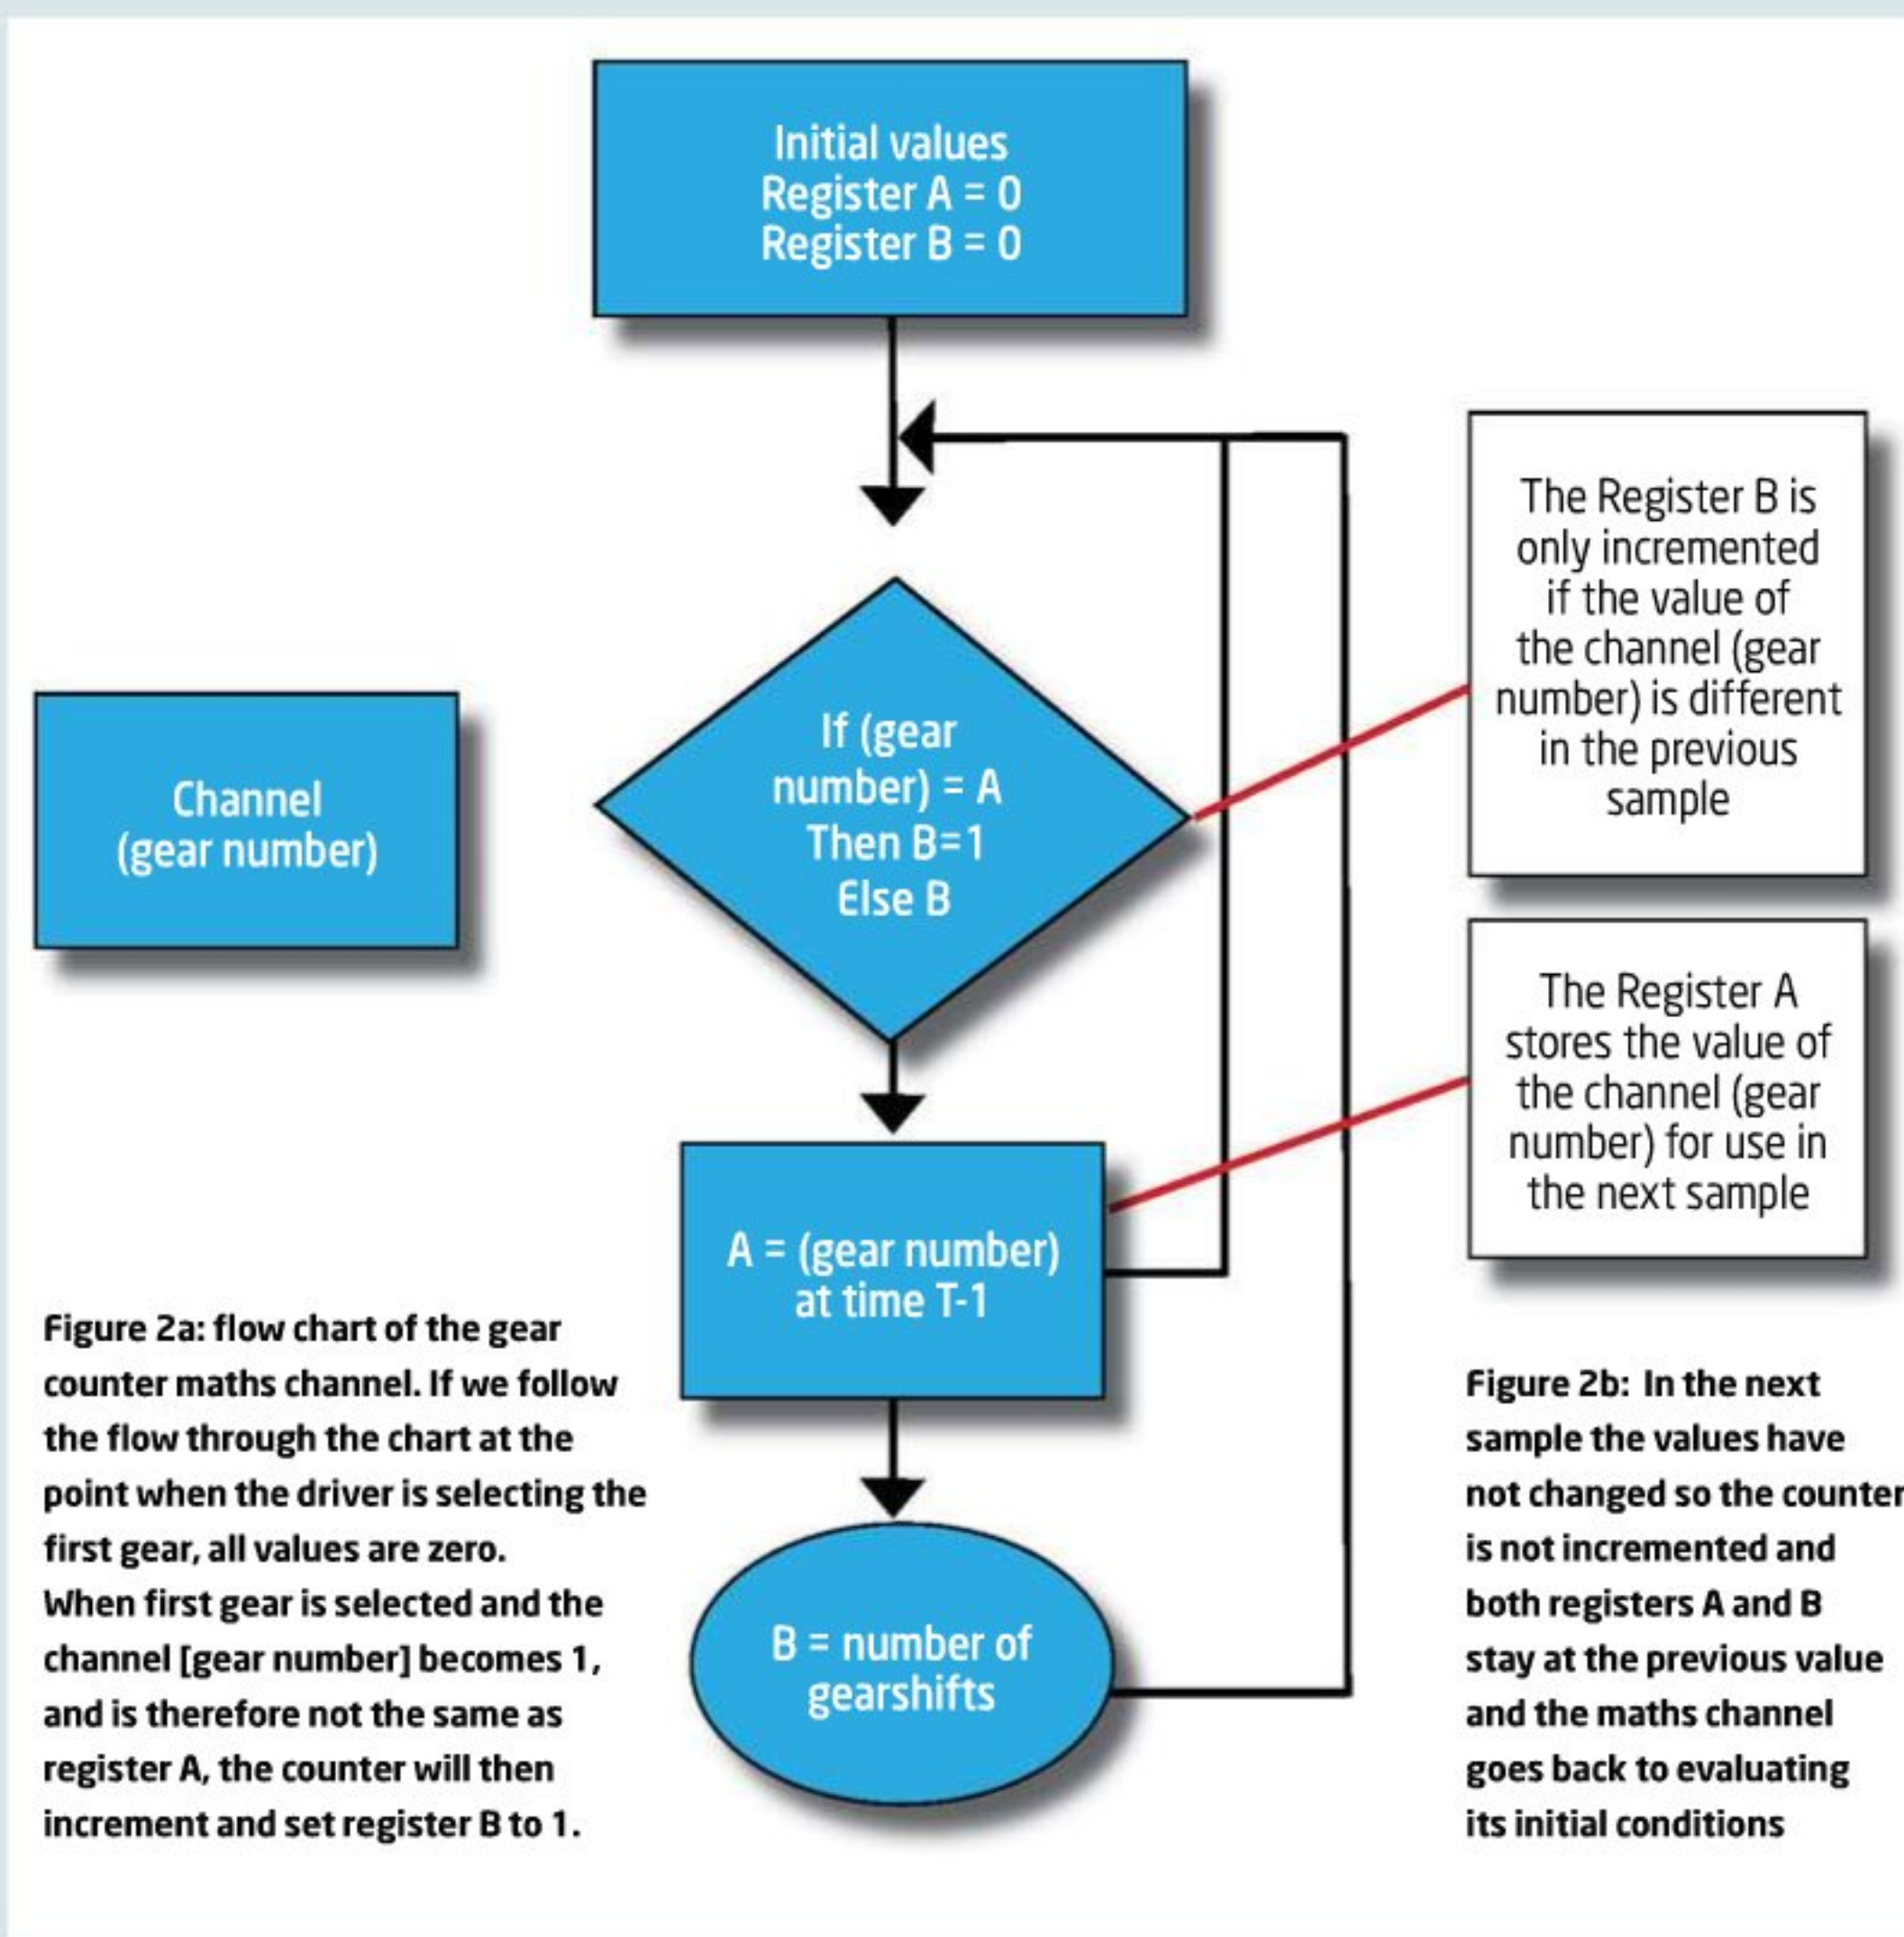 Initial values
Register A = 0
Register B = 0
The Register B is
only incremented
if the value of
the channel (gear
number) is different
in the previous
sample
If (gear
number) = A
Then B=1
Else B
Channel
(gear number)
The Register A
stores the value of
the channel (gear
number) for use in
the next sample
A = (gear number)
at time T-1
B = number of
gearshifts
Figure 2a: flow chart of the gear
counter maths channel. If we follow
the flow through the chart at the
point when the driver is selecting the
first gear, all values are zero.
When first gear is selected and the
channel [gear number] becomes 1,
and is therefore not the same as
register A, the counter will then
increment and set register B to 1.
Figure 2b: In the next
sample the values have
not changed so the counter
is not incremented and
both registers A and B
stay at the previous value
and the maths channel
goes back to evaluating
its initial conditions